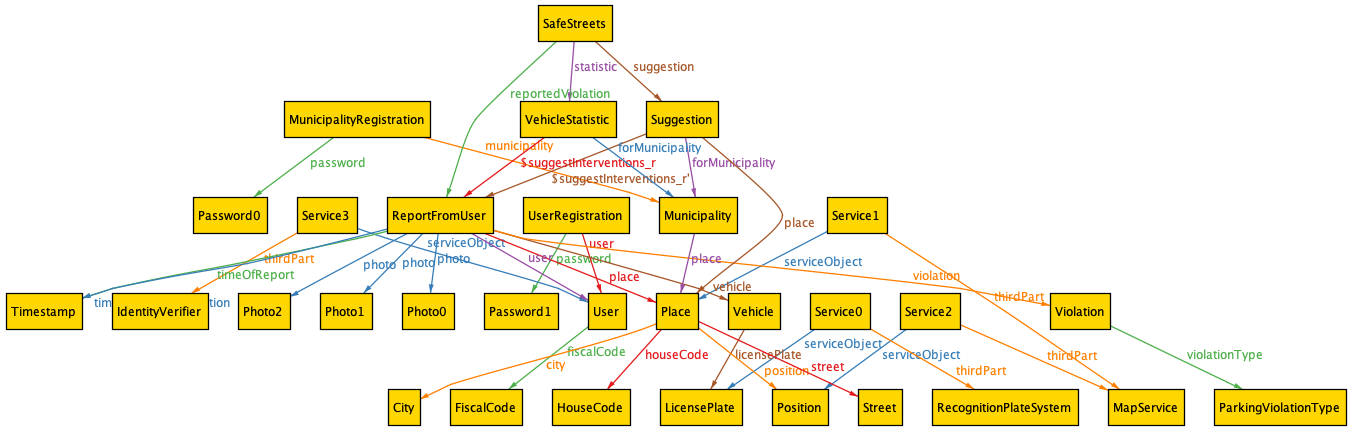 SafeStreets
statistic
suggestion
reportedViolation
MunicipalityRegistration
VehicleStatistic
Suggestion
municipality
forMunicipality
password
$suggestInterventions_r
forMunicipality
$suggestInterventions_r'
Password0
Service3
ReportFromUser
UserRegistration
Municipality
Service1
place
serviceObject
user
thirdPart
photo
photo
photo
user
password
place
serviceObject
timeOfReport
place
violation
vehicle
thirdPart
Timestamp
IdentityVerifier
Photo2
Photo1
Photo0
Password1
User
Place
Vehicle
Service0
Service2
Violation
serviceObject
fiscalCode
houseCode
licensePlate
serviceObject
thirdPart
violationType
city
position
street
thirdPart
City
FiscalCode
HouseCode
LicensePlate
Position
Street
RecognitionPlateSystem
MapService
ParkingViolationType